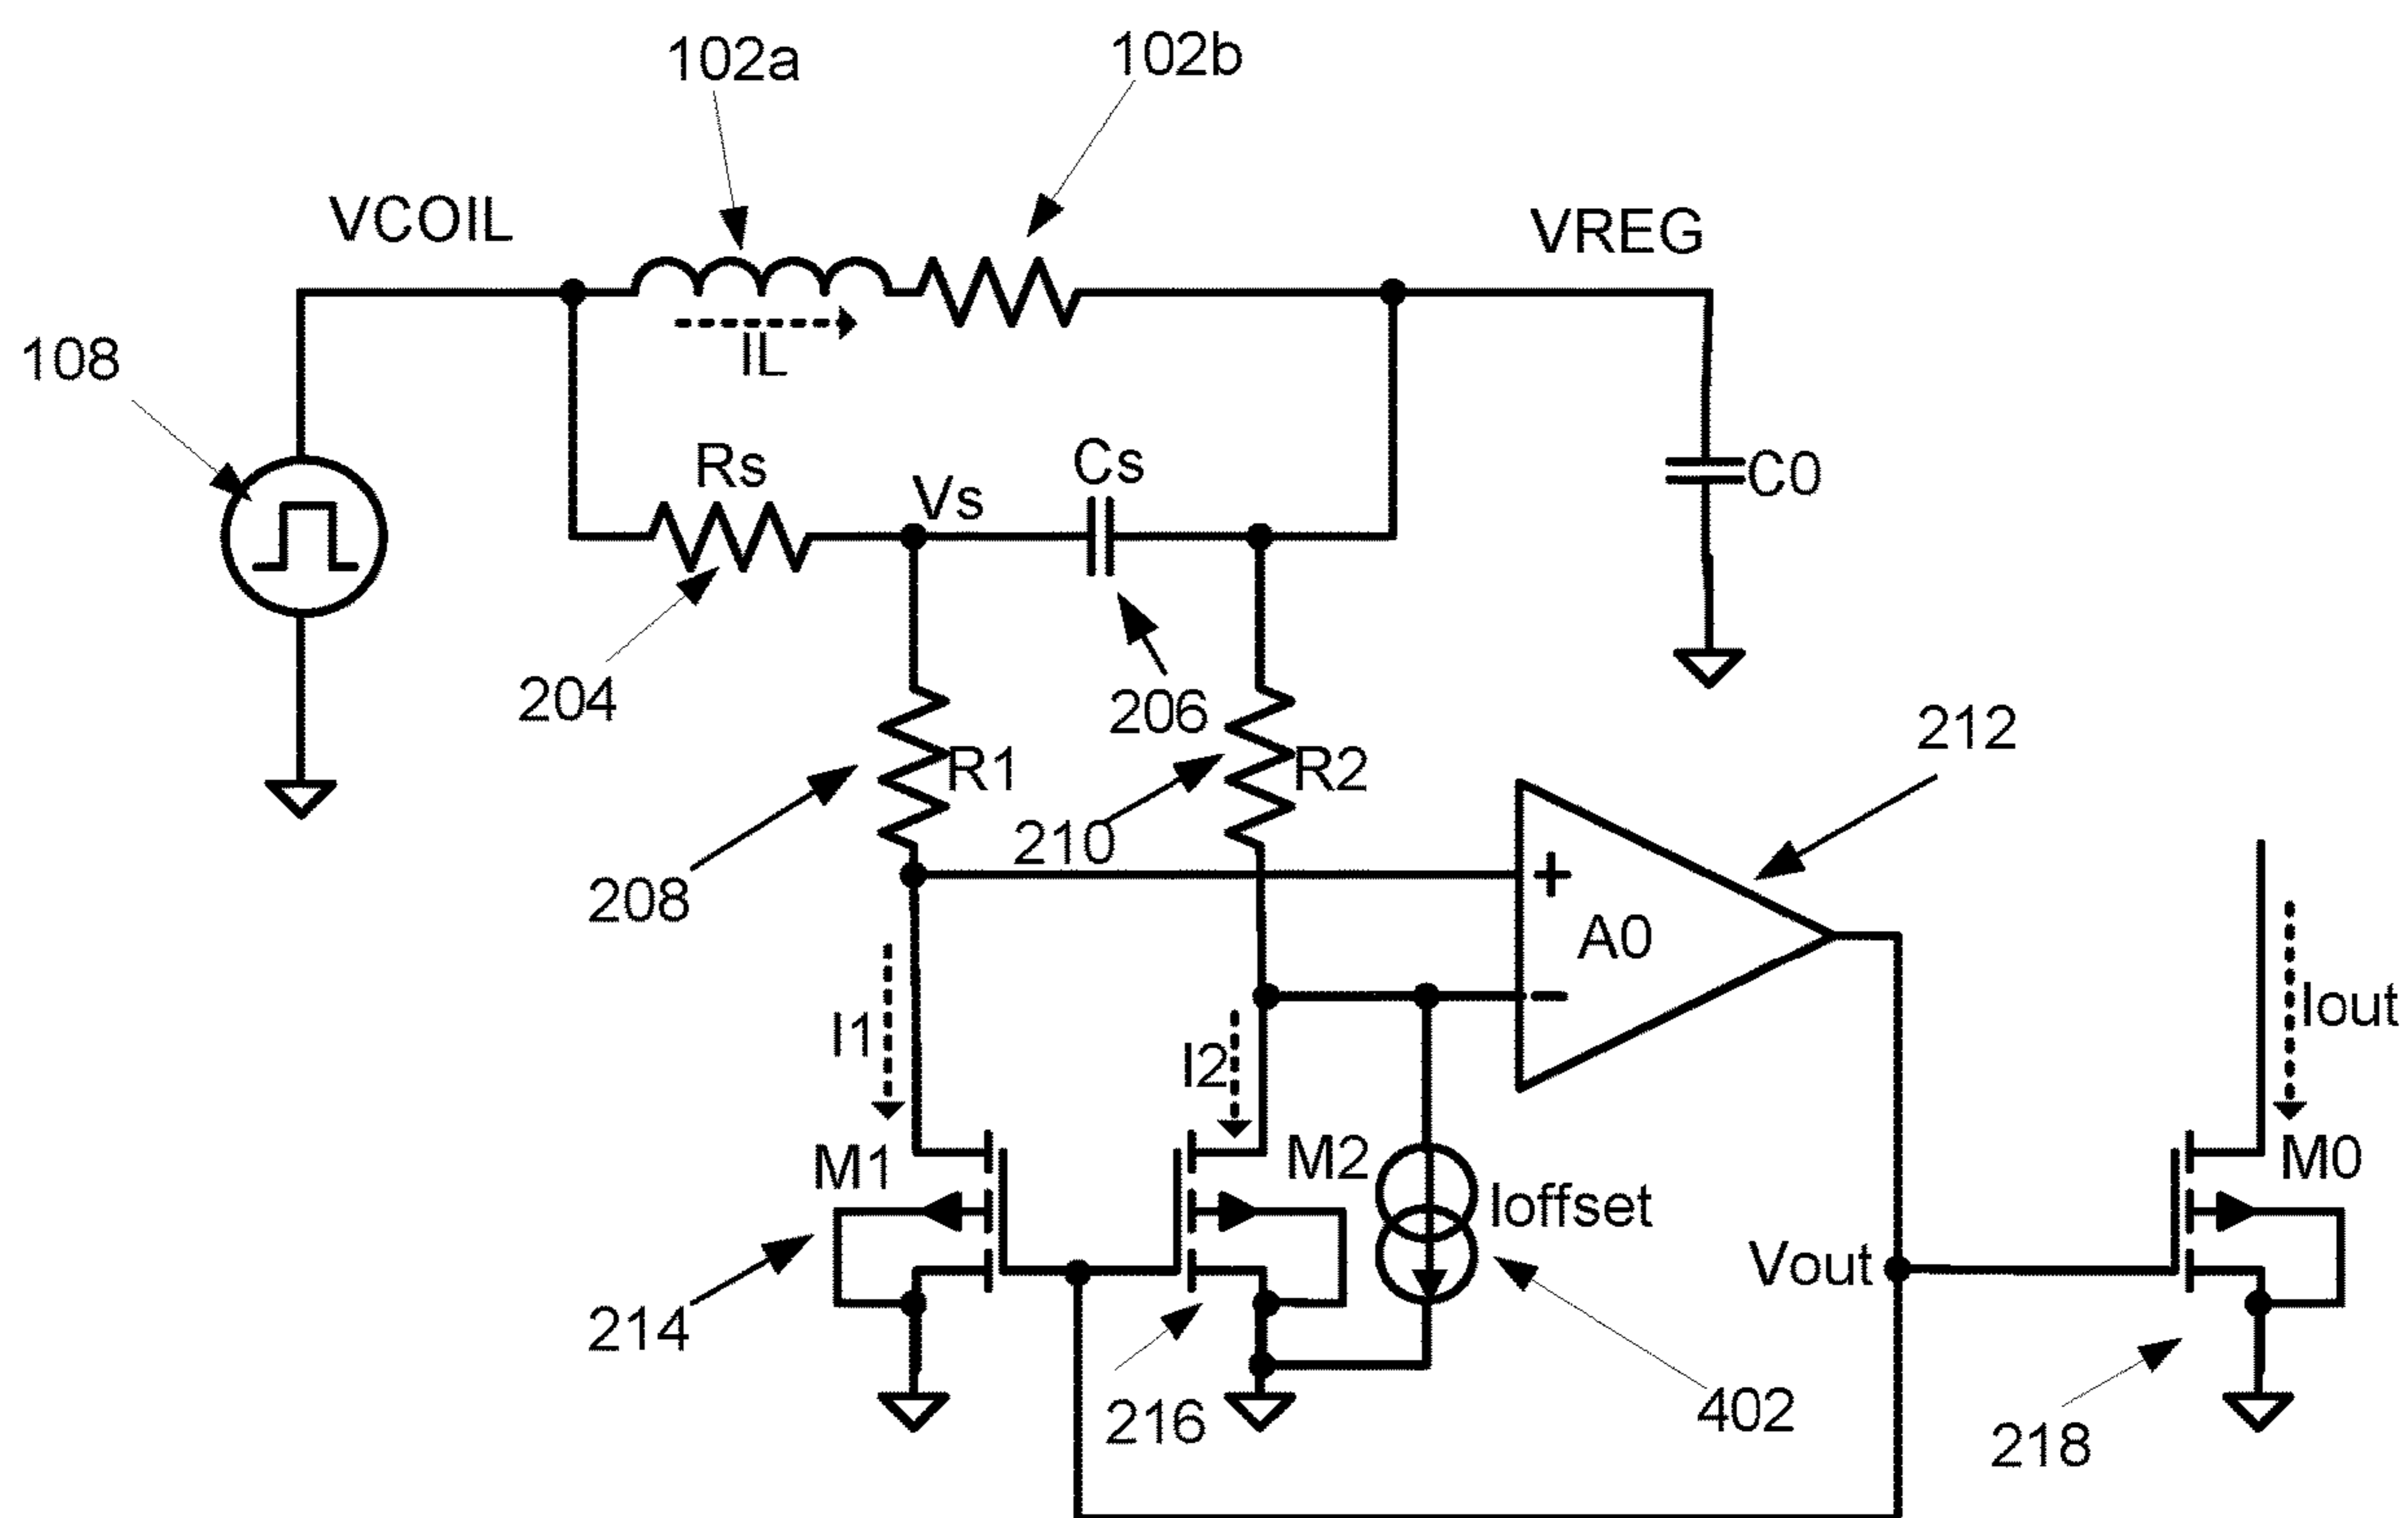 102a
102b
VCOIL
VREG
108
IL
Rs
Vs
Cs
C0
204
206
212
R1
R2
210
208
+
A0
-
Iout
I1
I2
M1
M2
M0
Ioffset
Vout
214
216
402
218